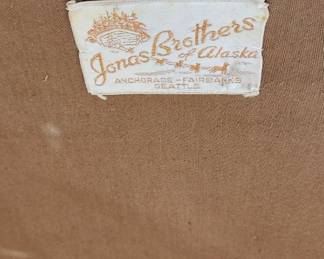 Jonas Brothers
of Alaska
ANCHORAGE - FAIRBANKS
SEATTLE